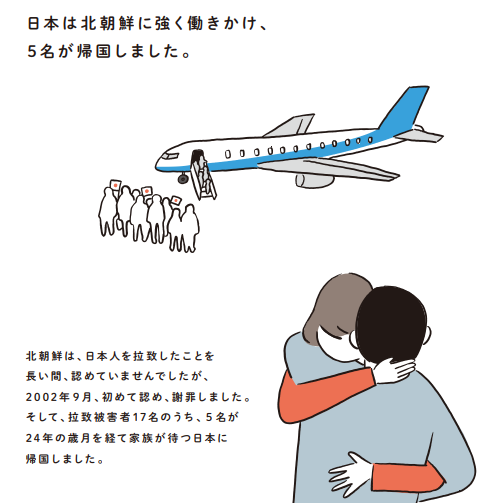 日本は北朝鮮に強く働きかけ、
5名が帰国しました。
北朝鮮は、日本人を拉致したことを
長い間、認めていませんでしたが、
2002年9月、初めて認め、謝罪しました。
そして、拉致被害者17名のうち、5名が
24年の歳月を経て家族が待つ日本に
帰国しました。